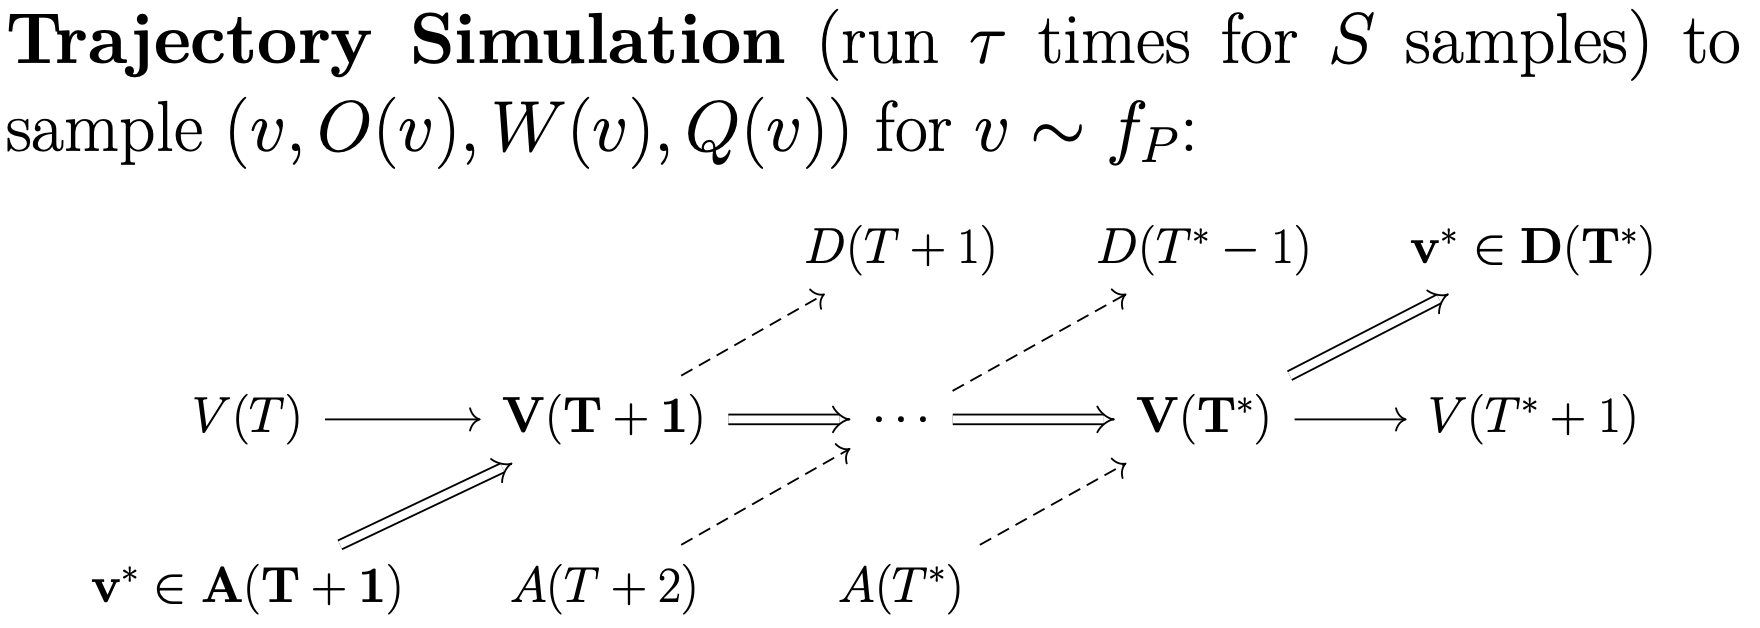 Trajectory Simulation (run τ times for S samples) to
sample (v, O(v), W(v), Q(v)) for v ∼ f_P:
D(T + 1) D(T* − 1) v* ∈ D(T*)
V(T) V(T + 1) ⋯ V(T*) V(T* + 1)
v* ∈ A(T + 1) A(T + 2) A(T*)